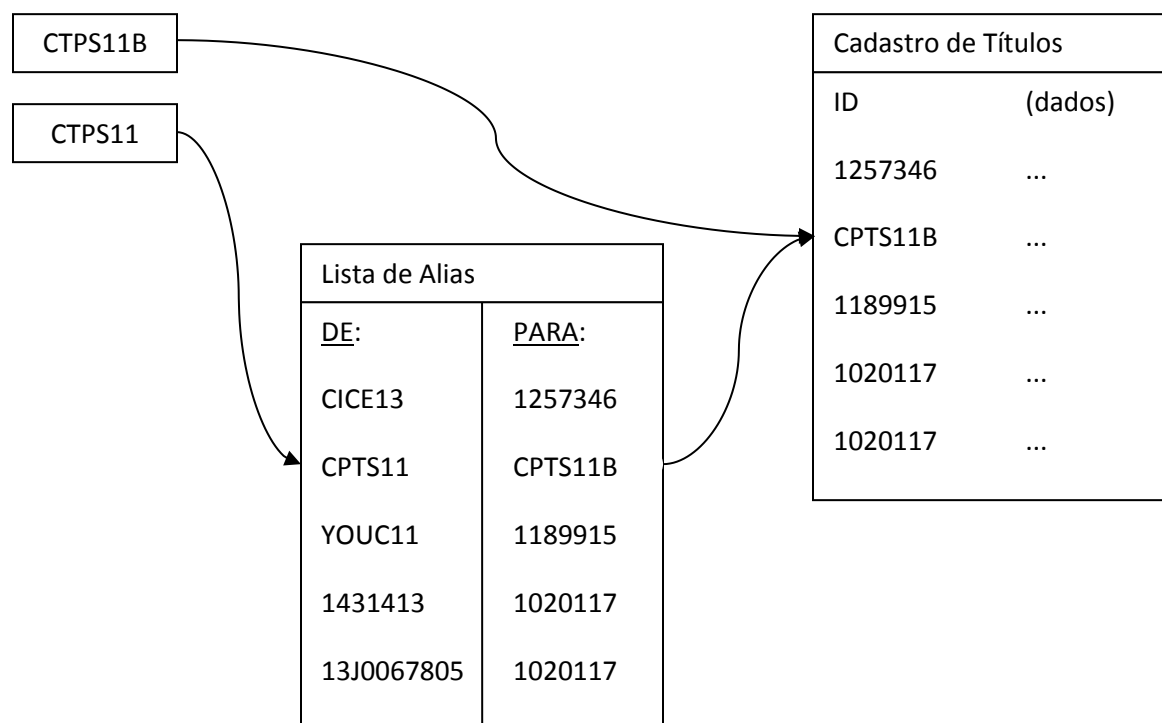 CTPS11B
CTPS11
Lista de Alias
DE: PARA:
CICE13 1257346
CPTS11 CPTS11B
YOUC11 1189915
1431413 1020117
13J0067805 1020117
Cadastro de Títulos
ID (dados)
1257346 ...
CPTS11B ...
1189915 ...
1020117 ...
1020117 ...